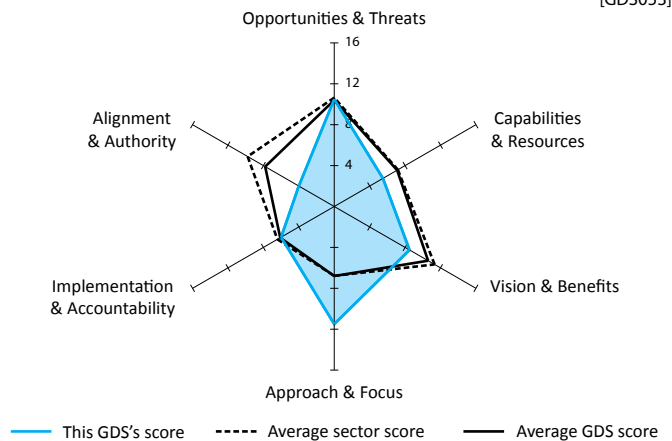 [GDS053]
Opportunities & Threats
16
12
8
4
Alignment
& Authority
Capabilities
& Resources
Implementation
& Accountability
Vision & Benefits
Approach & Focus
This GDS's score
Average sector score
Average GDS score